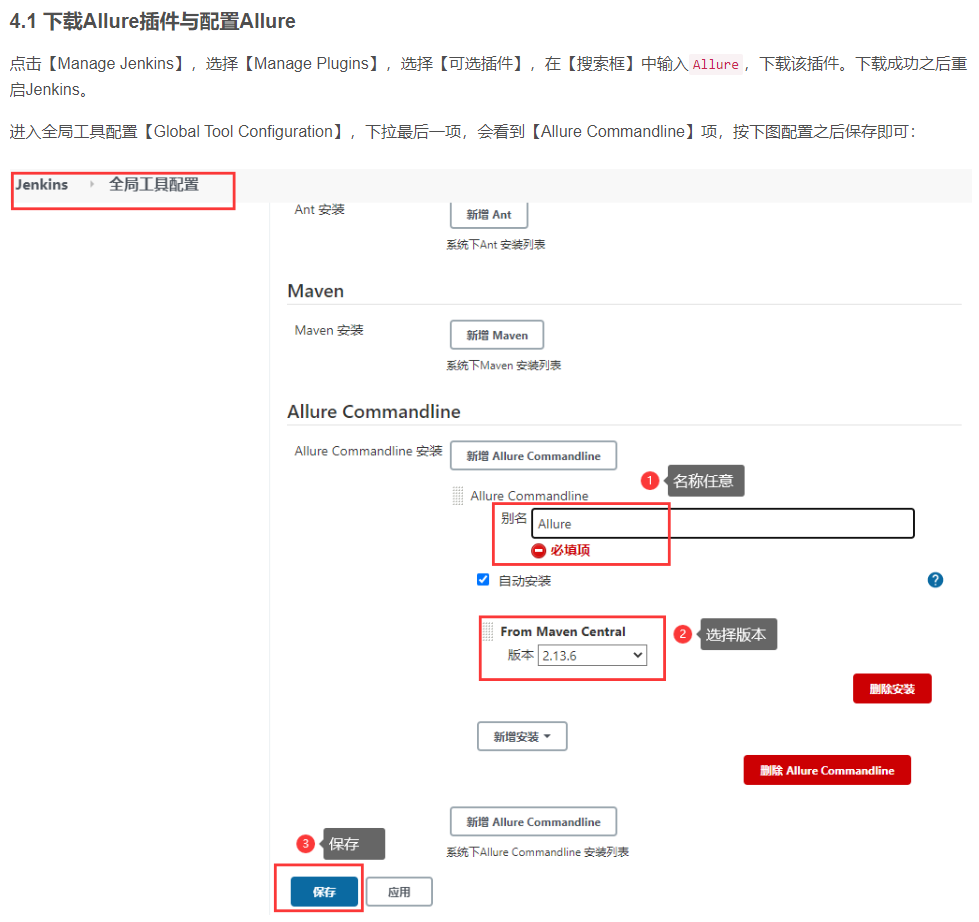 4.1 下载Allure插件与配置Allure
点击【Manage Jenkins】，选择【Manage Plugins】，选择【可选插件】，在【搜索框】中输入 Allure ，下载该插件。下载成功之后重
启Jenkins。
进入全局工具配置【Global Tool Configuration】，下拉最后一项，会看到【Allure Commandline】项，按下图配置之后保存即可：
Jenkins 全局工具配置
Ant 安装 新增 Ant
系统下Ant 安装列表
Maven
Maven 安装 新增 Maven
系统下Maven 安装列表
Allure Commandline
Allure Commandline 安装 新增 Allure Commandline
1 名称任意
Allure Commandline
别名 Allure
必填项
自动安装 ?
From Maven Central
2 选择版本
版本 2.13.6
删除安装
新增安装
删除 Allure Commandline
新增 Allure Commandline
3 保存
系统下Allure Commandline 安装列表
保存 应用